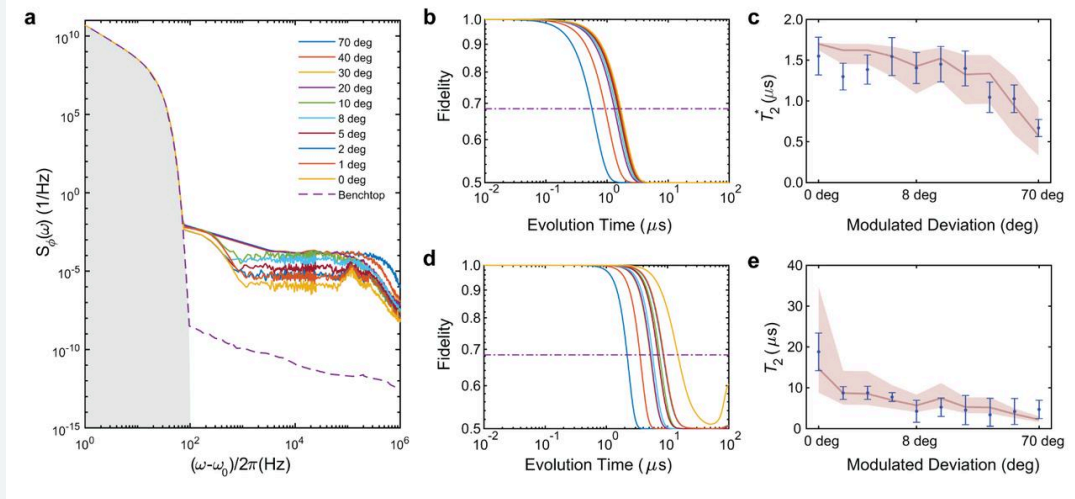 a
S_ϕ(ω) (1/Hz)
10^10
10^5
10^0
10^-5
10^-10
10^-15
70 deg
40 deg
30 deg
20 deg
10 deg
8 deg
5 deg
2 deg
1 deg
0 deg
Benchtop
10^0 10^2 10^4 10^6
(ω-ω_0)/2π(Hz)
b
Fidelity
1.0
0.9
0.8
0.7
0.6
0.5
10^-2 10^-1 10^0 10^1 10^2
Evolution Time (μs)
c
T_2^* (μs)
2.0
1.5
1.0
0.5
0.0
0 deg 8 deg 70 deg
Modulated Deviation (deg)
d
Fidelity
1.0
0.9
0.8
0.7
0.6
0.5
10^-2 10^-1 10^0 10^1 10^2
Evolution Time (μs)
e
T_2 (μs)
40
30
20
10
0
0 deg 8 deg 70 deg
Modulated Deviation (deg)